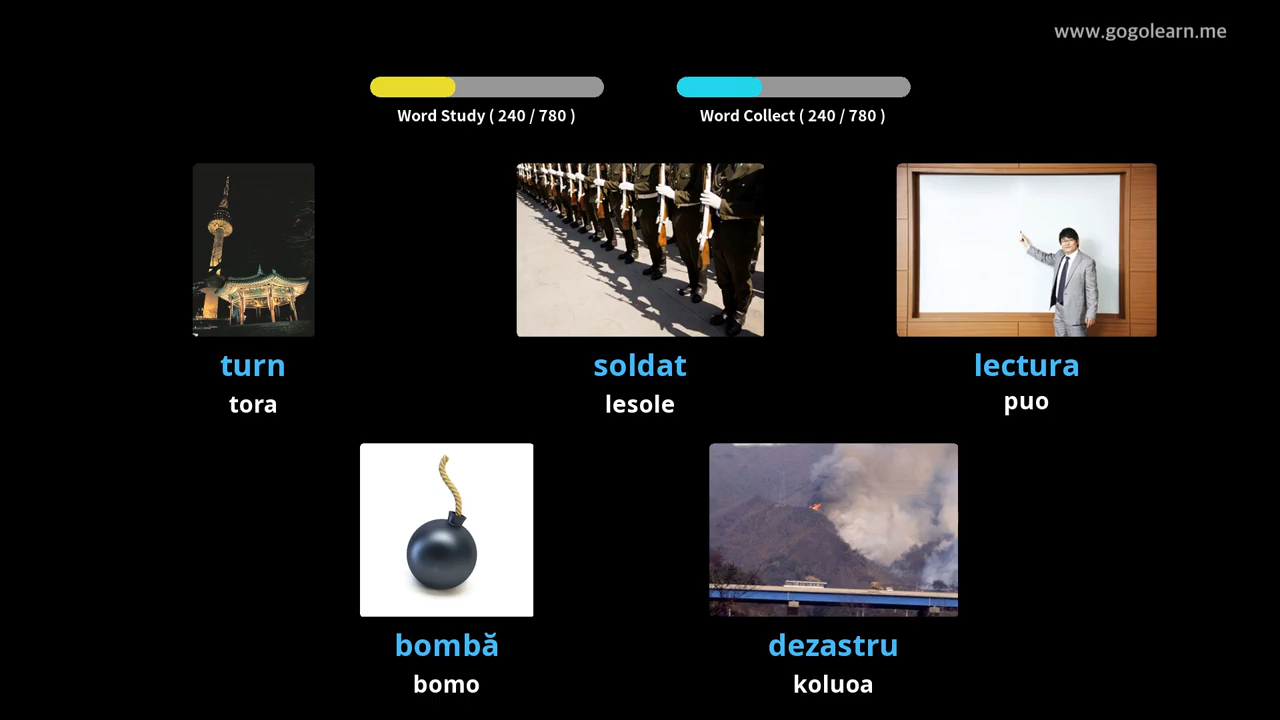 www.gogolearn.me
Word Study ( 240 / 780 )
Word Collect ( 240 / 780 )
turn
tora
soldat
lesole
lectura
puo
bombă
bomo
dezastru
koluoa